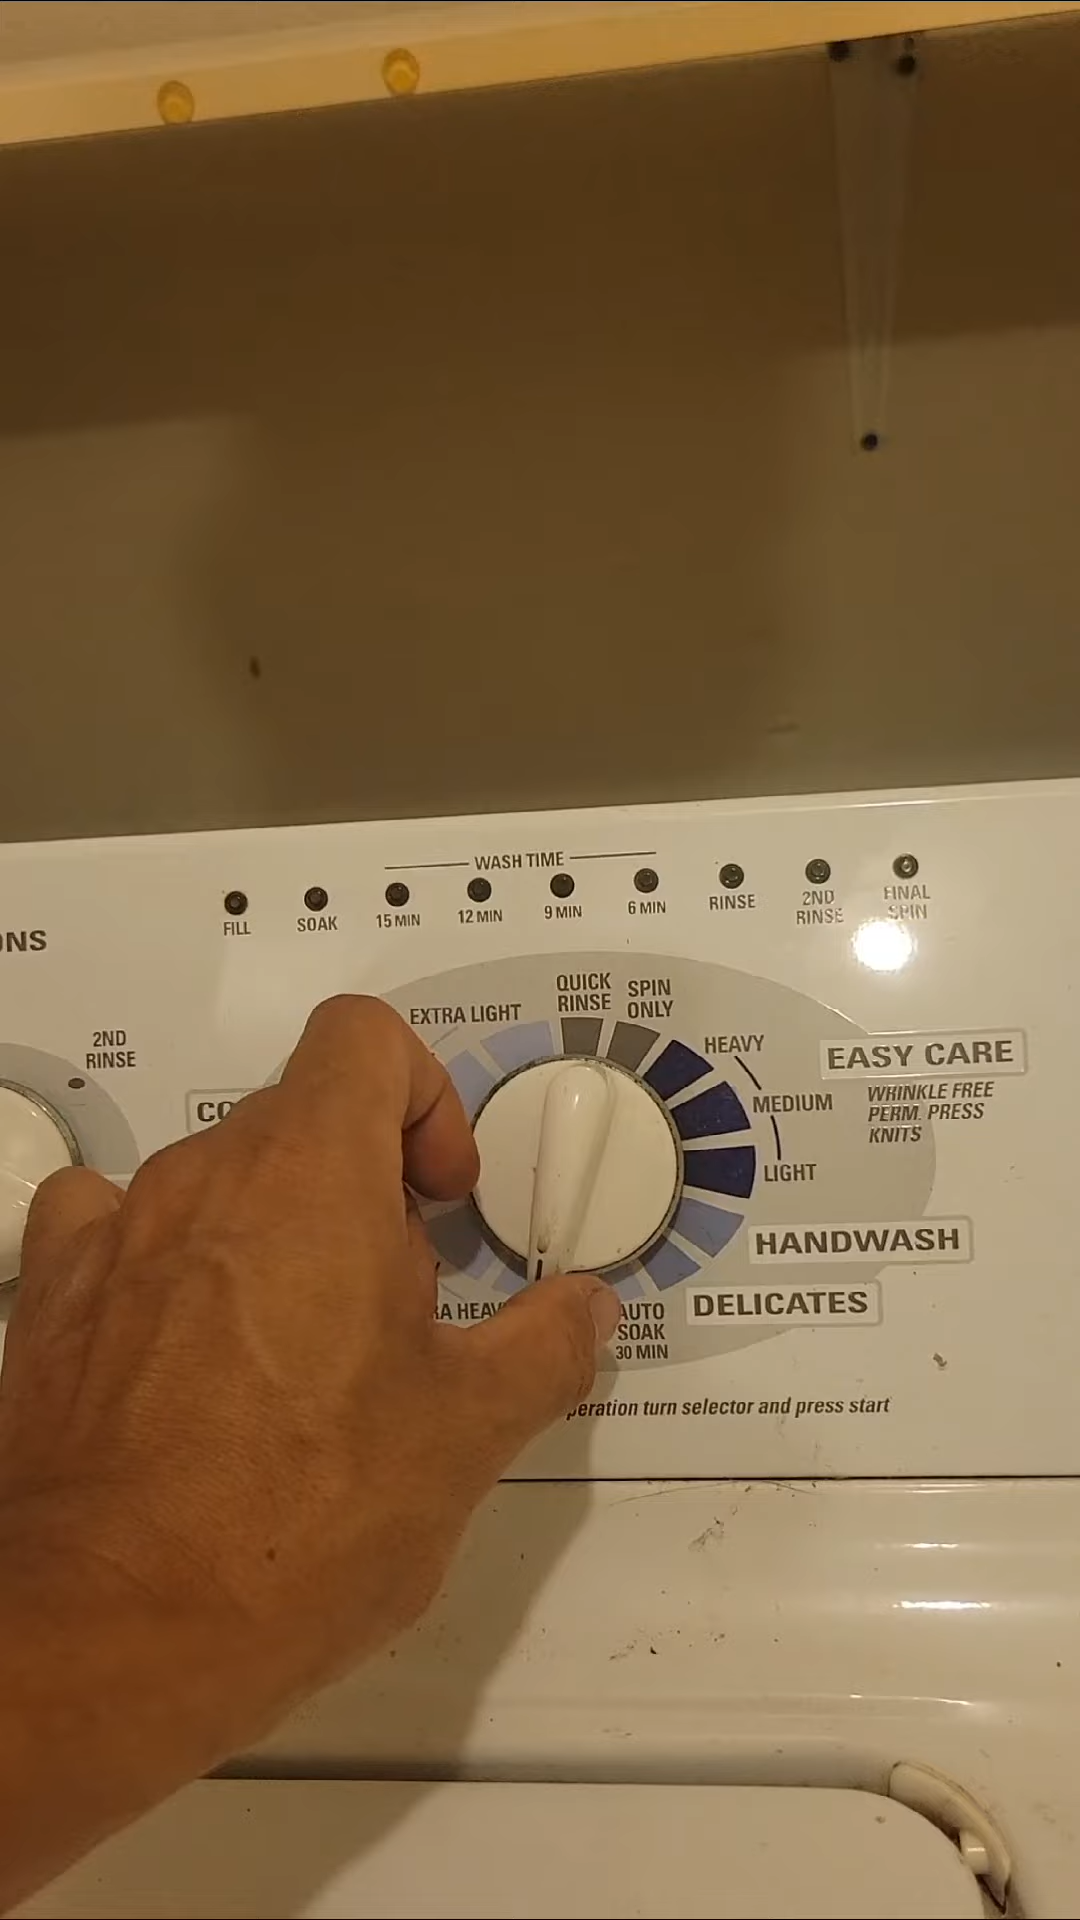 WASH TIME
FILL
SOAK
15 MIN
12 MIN
9 MIN
6 MIN
RINSE
2ND
RINSE
FINAL
SPIN
2ND
RINSE
EXTRA LIGHT
QUICK
RINSE
SPIN
ONLY
HEAVY
MEDIUM
LIGHT
EASY CARE
WRINKLE FREE
PERM. PRESS
KNITS
HANDWASH
DELICATES
AUTO
SOAK
30 MIN
turn selector and press start